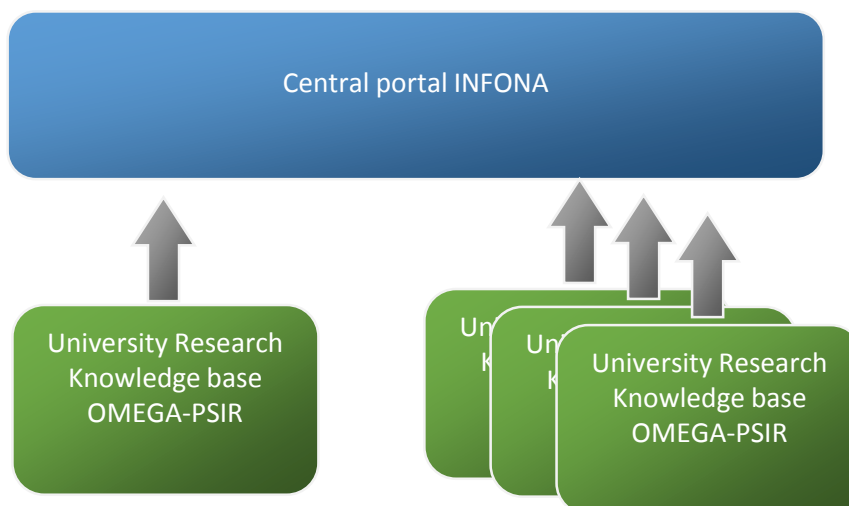 Central portal INFONA
University Research
Knowledge base
OMEGA-PSIR
University Research
Knowledge base
OMEGA-PSIR